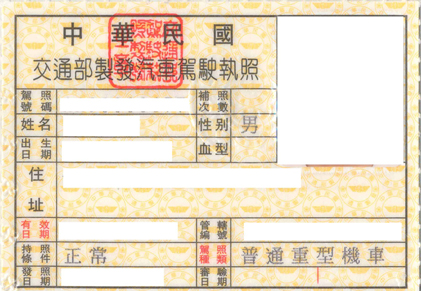 中華民國
交通部製發汽車駕駛執照
駕照號碼
補照次數
姓名
性別 男
出生日期
血型
住址
有效日期
管轄編號
持照條件 正常
駕照種類 普通重型機車
發照日期
審驗日期